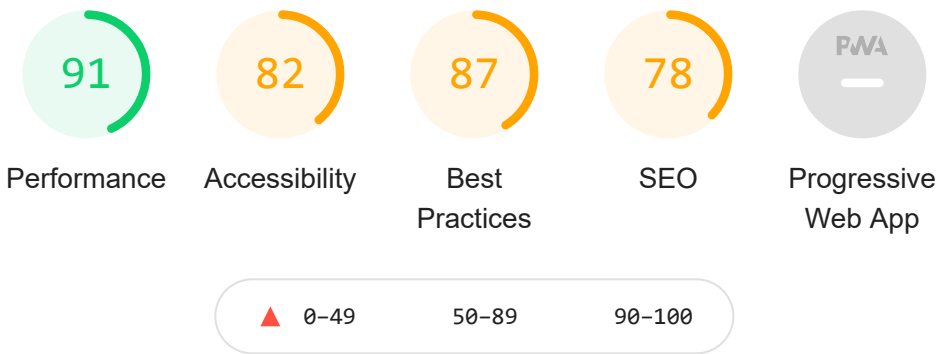 91 82 87 78 PWA
Performance Accessibility Best Practices SEO Progressive Web App
0–49 50–89 90–100